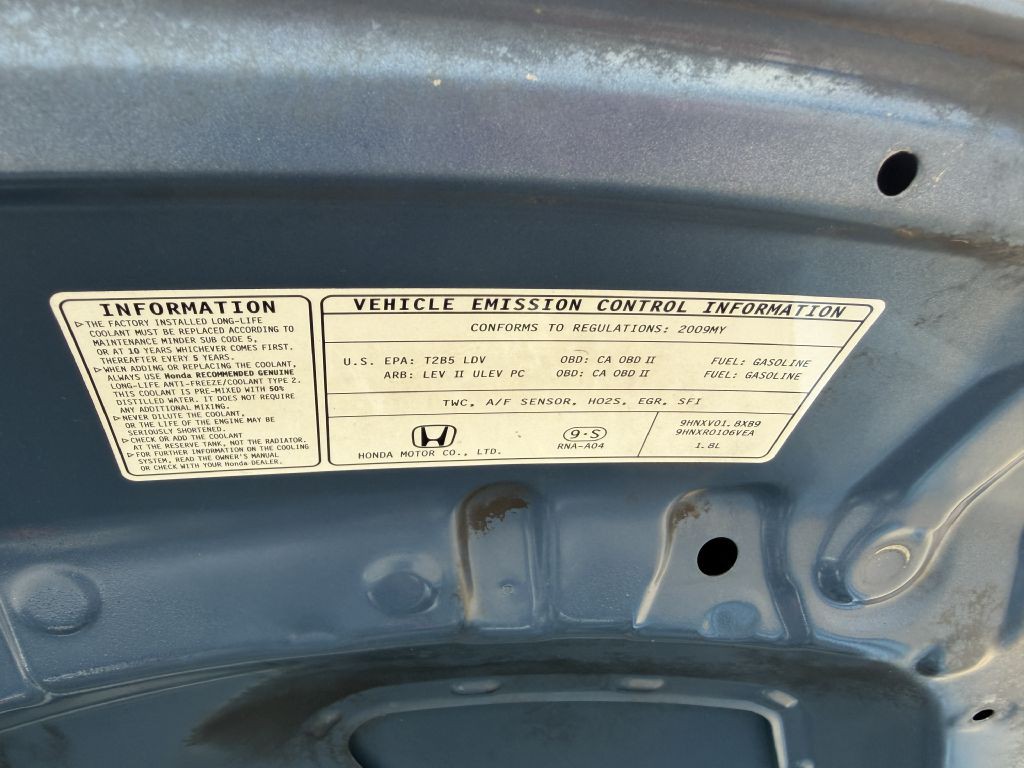 INFORMATION
▷THE FACTORY INSTALLED LONG-LIFE
COOLANT MUST BE REPLACED ACCORDING TO
MAINTENANCE MINDER SUB CODE 5,
OR AT 10 YEARS WHICHEVER COMES FIRST.
THEREAFTER EVERY 5 YEARS.
▷WHEN ADDING OR REPLACING THE COOLANT,
ALWAYS USE Honda RECOMMENDED GENUINE
LONG-LIFE ANTI-FREEZE/COOLANT TYPE 2.
THIS COOLANT IS PRE-MIXED WITH 50%
DISTILLED WATER. IT DOES NOT REQUIRE
ANY ADDITIONAL MIXING.
▷NEVER DILUTE THE COOLANT,
OR THE LIFE OF THE ENGINE MAY BE
SERIOUSLY SHORTENED.
▷CHECK OR ADD THE COOLANT
AT THE RESERVE TANK, NOT THE RADIATOR.
▷FOR FURTHER INFORMATION ON THE COOLING
SYSTEM, READ THE OWNER'S MANUAL
OR CHECK WITH YOUR Honda DEALER.
VEHICLE EMISSION CONTROL INFORMATION
CONFORMS TO REGULATIONS: 2009MY
U.S. EPA: T2B5 LDV OBD: CA OBD II FUEL: GASOLINE
ARB: LEV II ULEV PC OBD: CA OBD II FUEL: GASOLINE
TWC, A/F SENSOR, HO2S, EGR, SFI
HONDA MOTOR CO., LTD.
9·S
RNA-A04
9HNXV01.8XB9
9HNXR0106VEA
1.8L